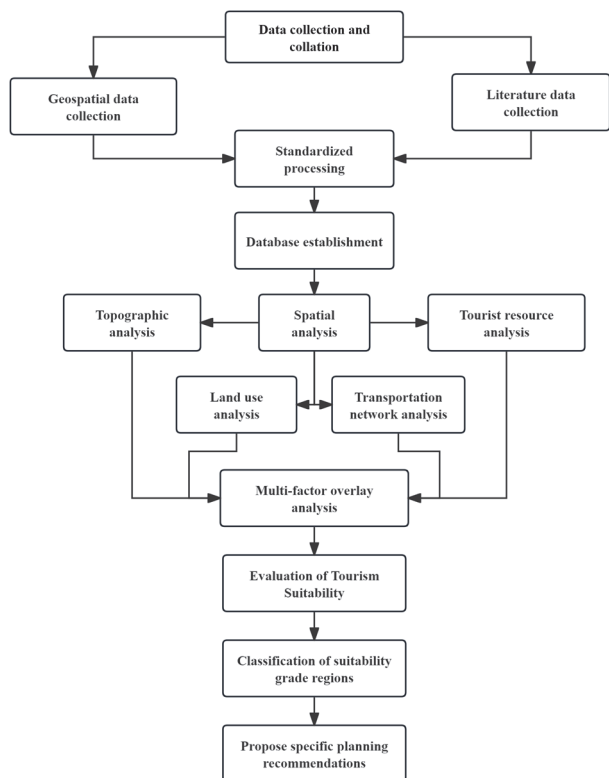 Data collection and
collation
Geospatial data
collection
Literature data
collection
Standardized
processing
Database establishment
Topographic
analysis
Spatial
analysis
Tourist resource
analysis
Land use
analysis
Transportation
network analysis
Multi-factor overlay
analysis
Evaluation of Tourism
Suitability
Classification of suitability
grade regions
Propose specific planning
recommendations